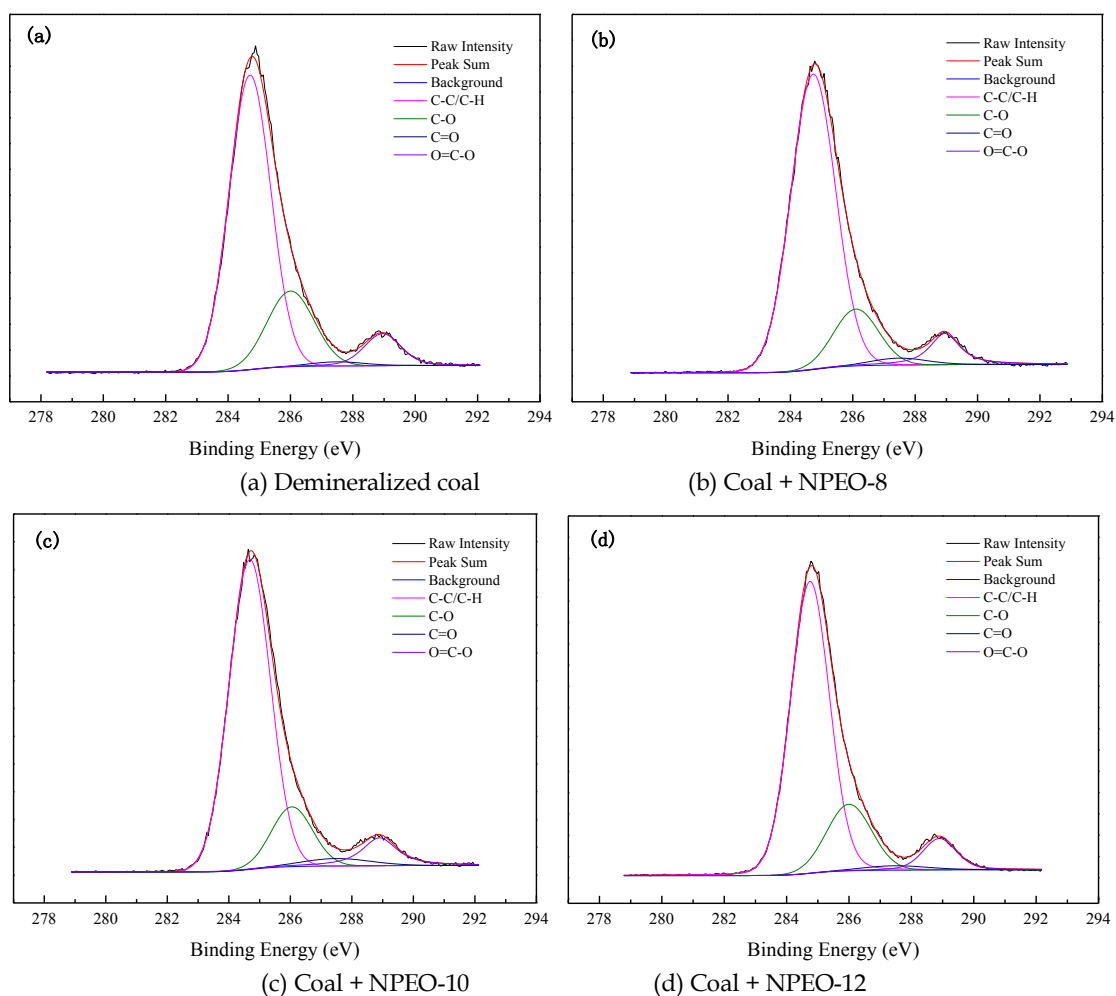 (a)
Raw Intensity
Peak Sum
Background
C-C/C-H
C-O
C=O
O=C-O
278 280 282 284 286 288 290 292 294
Binding Energy (eV)
(a) Demineralized coal
(b)
Raw Intensity
Peak Sum
Background
C-C/C-H
C-O
C=O
O=C-O
278 280 282 284 286 288 290 292 294
Binding Energy (eV)
(b) Coal + NPEO-8
(c)
Raw Intensity
Peak Sum
Background
C-C/C-H
C-O
C=O
O=C-O
278 280 282 284 286 288 290 292 294
Binding Energy (eV)
(c) Coal + NPEO-10
(d)
Raw Intensity
Peak Sum
Background
C-C/C-H
C-O
C=O
O=C-O
278 280 282 284 286 288 290 292 294
Binding Energy (eV)
(d) Coal + NPEO-12